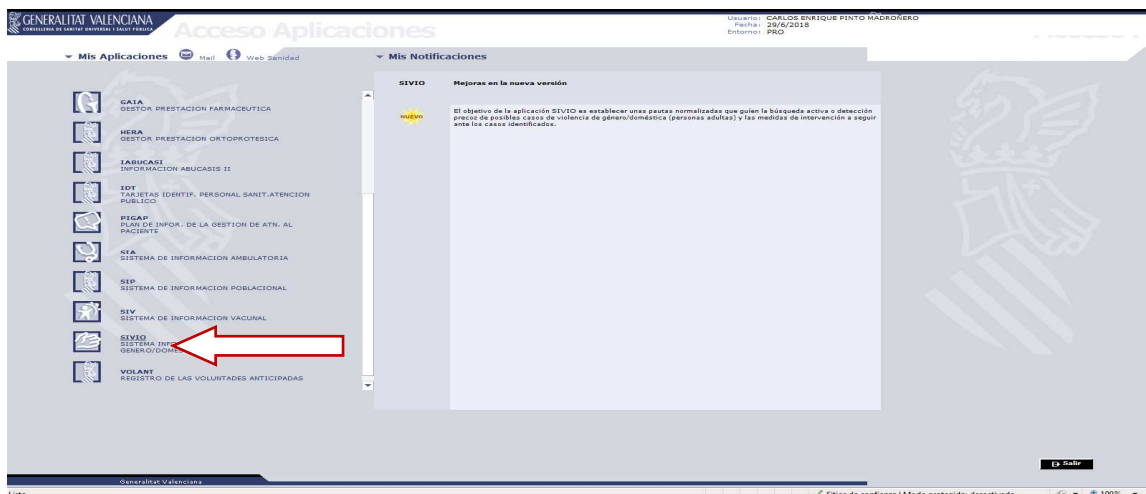 GENERALITAT VALENCIANA
CONSELLERIA DE SANITAT UNIVERSAL I SALUT PÚBLICA
Acceso Aplicaciones
Usuario: CARLOS ENRIQUE PINTO MADROÑERO
Fecha: 29/6/2018
Entorno: PRO
Mis Aplicaciones Mail Web Sanidad
Mis Notificaciones
GAIA
GESTOR PRESTACION FARMACEUTICA
HERA
GESTOR PRESTACION ORTOPROTESICA
IABUCASI
INFORMACION ABUCASIS II
IDT
TARJETAS IDENTIF. PERSONAL SANIT.ATENCION
PUBLICO
PIGAP
PLAN DE INFOR. DE LA GESTION DE ATN. AL
PACIENTE
SIA
SISTEMA DE INFORMACION AMBULATORIA
SIP
SISTEMA DE INFORMACION POBLACIONAL
SIV
SISTEMA DE INFORMACION VACUNAL
SIVIO
SISTEMA
GENERO/
VOLANT
REGISTRO DE LAS VOLUNTADES ANTICIPADAS
SIVIO Mejoras en la nueva versión
NUEVO
El objetivo de la aplicación SIVIO es establecer unas pautas normalizadas que guíen la búsqueda activa o detección
precoz de posibles casos de violencia de género/doméstica (personas adultas) y las medidas de intervención a seguir
ante los casos identificados.
Salir
Generalitat Valenciana
100%